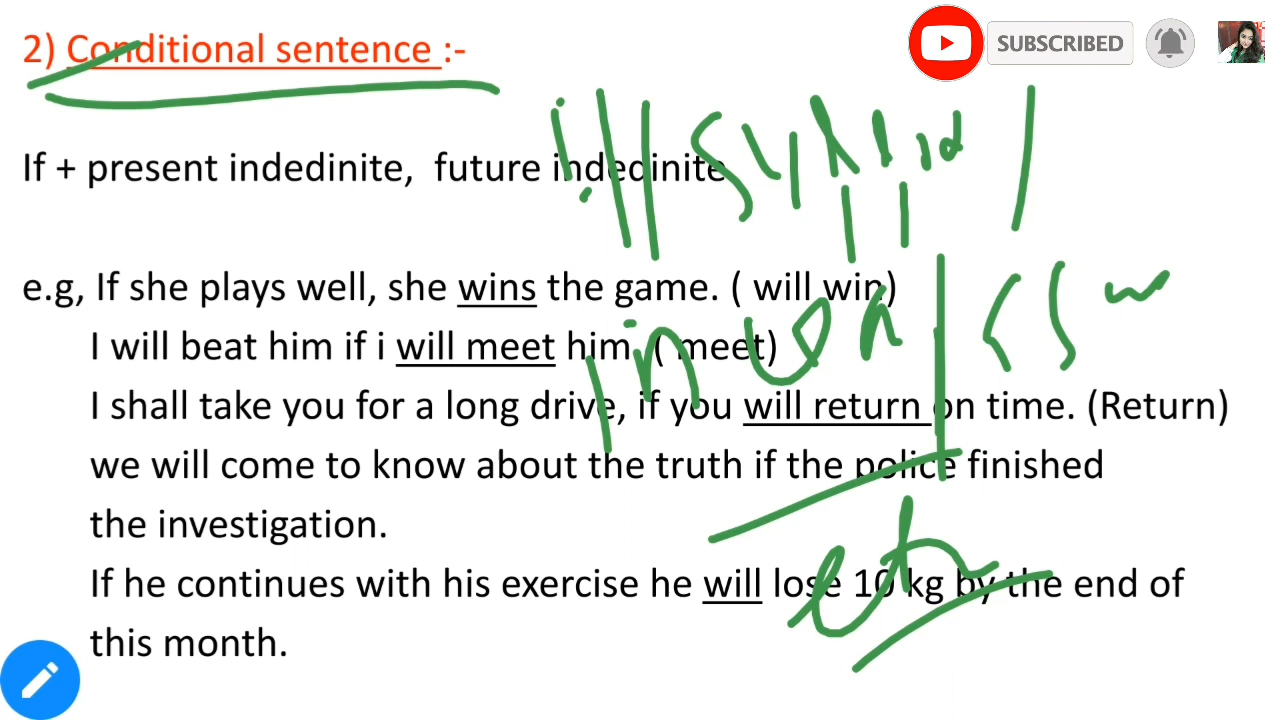 2) Conditional sentence :-
SUBSCRIBED
If + present indedinite, future indedinite
e.g, If she plays well, she wins the game. ( will win)
I will beat him if i will meet him ( meet)
I shall take you for a long drive, if you will return on time. (Return)
we will come to know about the truth if the police finished
the investigation.
If he continues with his exercise he will lose 10 kg by the end of
this month.